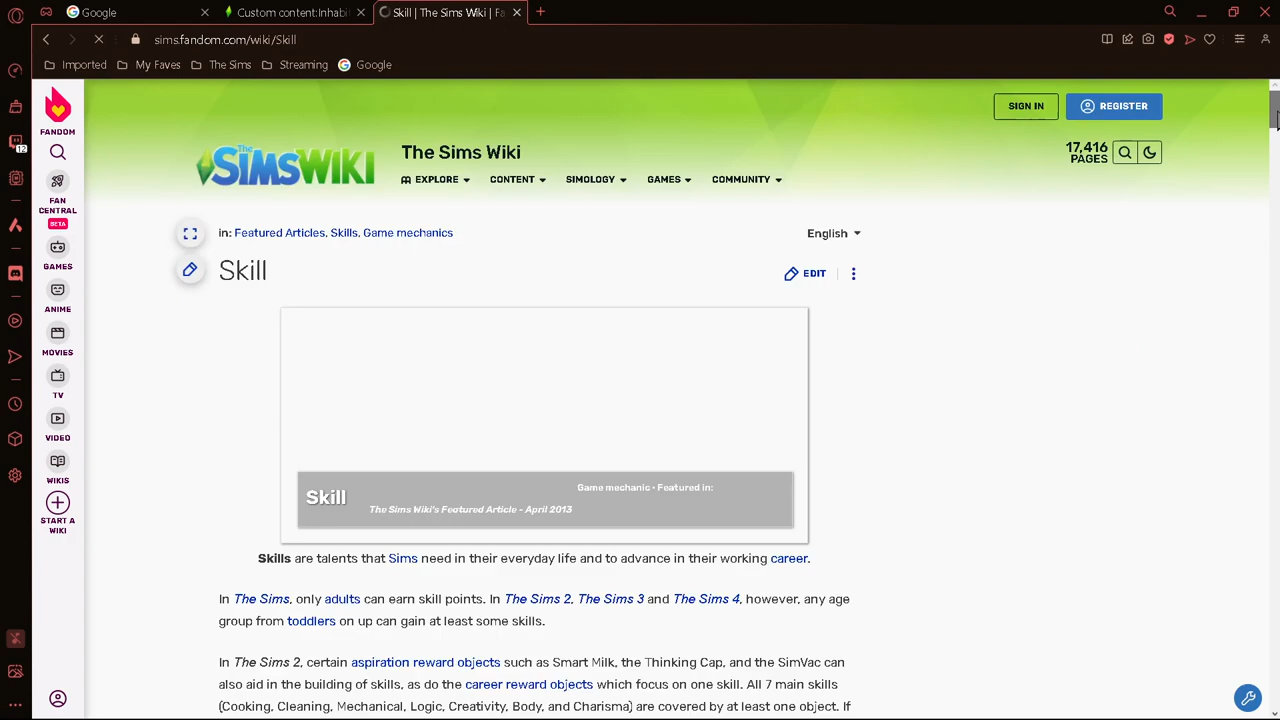 Google
Custom content:Inhabi
Skill | The Sims Wiki | Fa
sims.fandom.com/wiki/Skill
Imported
My Faves
The Sims
Streaming
Google
12
FANDOM
FAN
CENTRAL
BETA
GAMES
ANIME
MOVIES
TV
VIDEO
WIKIS
START A
WIKI
SIGN IN
REGISTER
The SIMS WIKI
The Sims Wiki
17,416
PAGES
EXPLORE
CONTENT
SIMOLOGY
GAMES
COMMUNITY
in: Featured Articles, Skills, Game mechanics
English
Skill
EDIT
Skill
Game mechanic • Featured in:
The Sims Wiki's Featured Article - April 2013
Skills are talents that Sims need in their everyday life and to advance in their working career.
In The Sims, only adults can earn skill points. In The Sims 2, The Sims 3 and The Sims 4, however, any age
group from toddlers on up can gain at least some skills.
In The Sims 2, certain aspiration reward objects such as Smart Milk, the Thinking Cap, and the SimVac can
also aid in the building of skills, as do the career reward objects which focus on one skill. All 7 main skills
(Cooking, Cleaning, Mechanical, Logic, Creativity, Body, and Charisma) are covered by at least one object. If